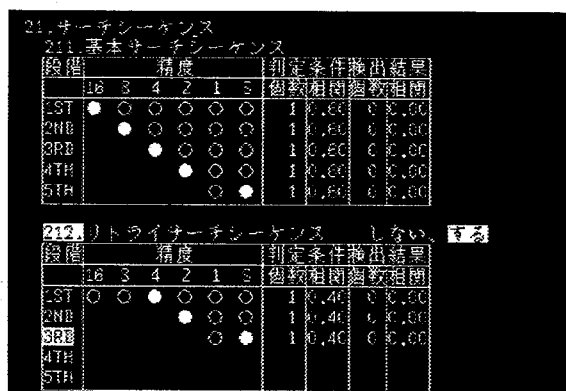 21.サーチシーケンス
211.基本サーチシーケンス
段階 精度 判定条件 検出結果
16 8 4 2 1 S 個数 相関 個数 相関
1ST ● ○ ○ ○ ○ ○ 1 0.60 0 0.00
2ND ● ○ ○ ○ ○ 1 0.60 0 0.00
3RD ● ○ ○ ○ 1 0.60 0 0.00
4TH ● ○ ○ 1 0.60 0 0.00
5TH ○ ● 1 0.60 0 0.00
212.リトライサーチシーケンス しない、する
段階 精度 判定条件 検出結果
16 8 4 2 1 S 個数 相関 個数 相関
1ST ○ ○ ● ○ ○ ○ 1 0.40 0 0.00
2ND ● ○ ○ 1 0.40 0 0.00
3RD ○ ● 1 0.40 0 0.00
4TH
5TH